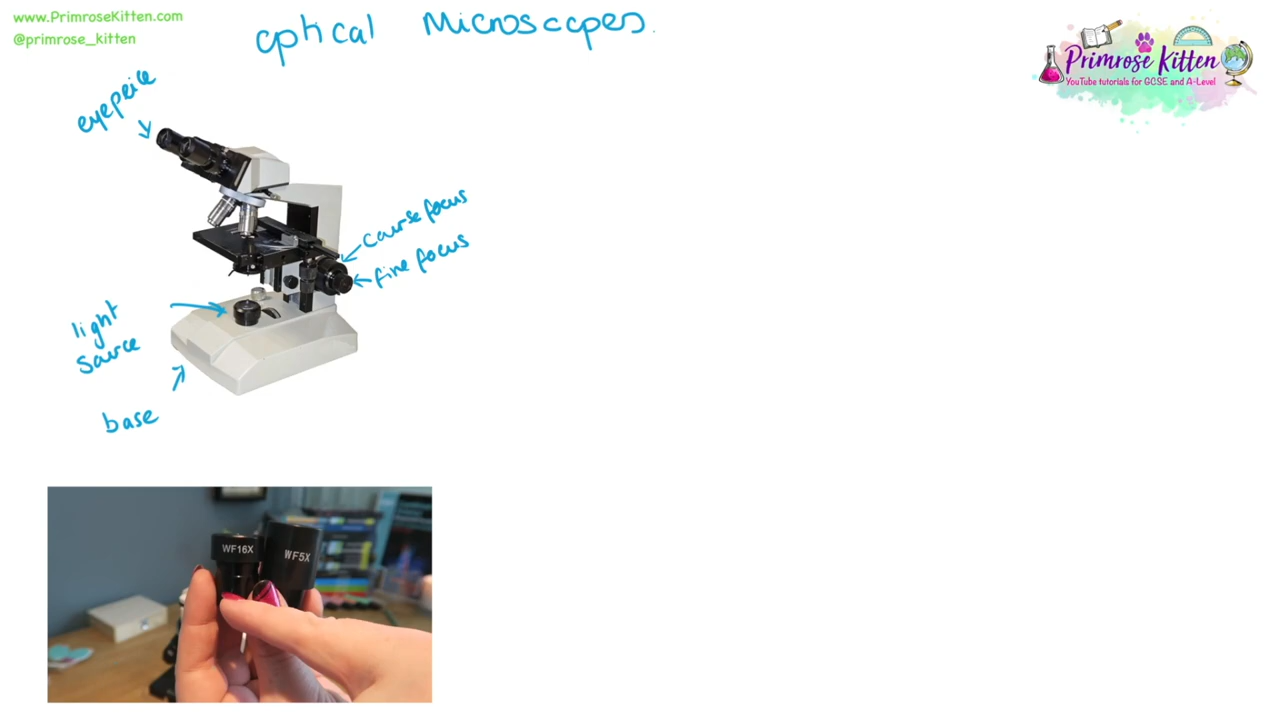 www.PrimroseKitten.com
@primrose_kitten
optical Microscopes.
Primrose Kitten
YouTube tutorials for GCSE and A-Level
eyepeice
course focus
fine focus
light
source
base
WF16X
WF5X